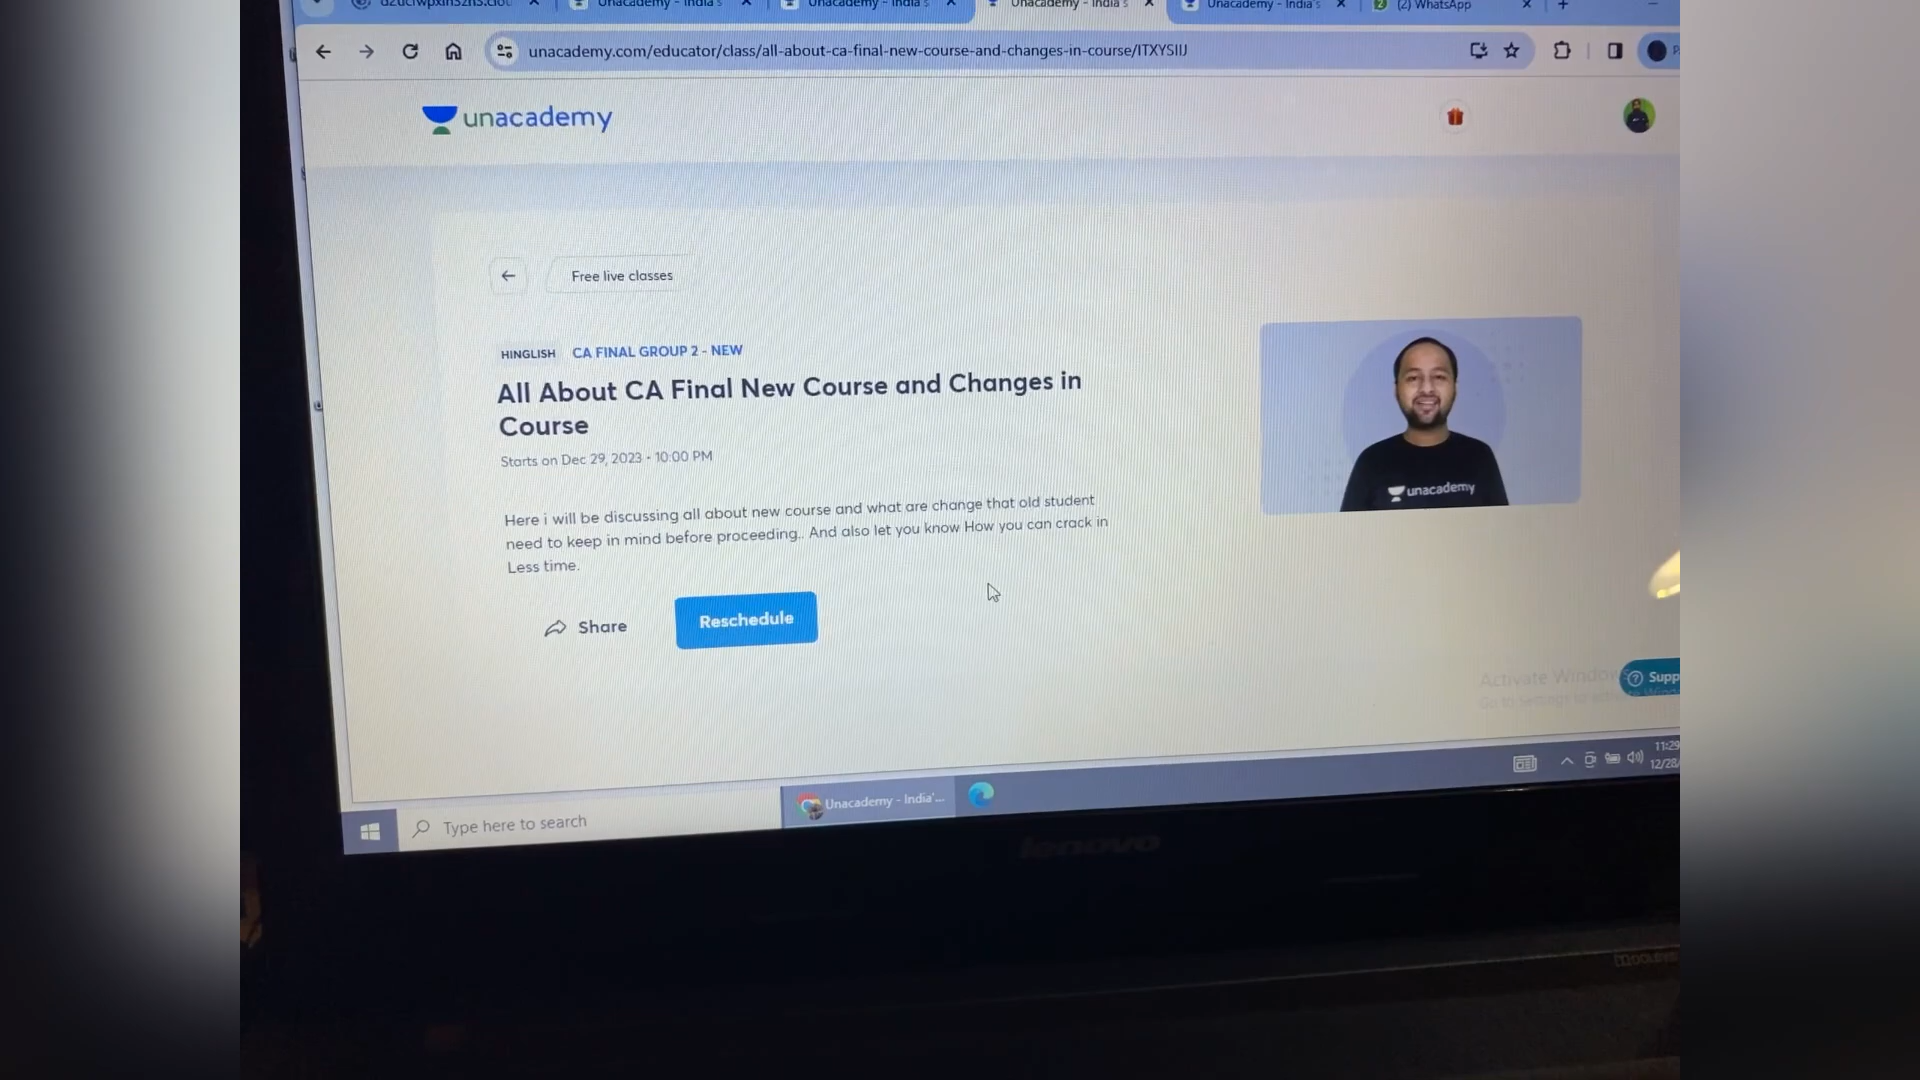 Unacademy - India's
Unacademy - India's
Unacademy - India's
Unacademy - India's
(2) WhatsApp
unacademy.com/educator/class/all-about-ca-final-new-course-and-changes-in-course/ITXYSIIJ
unacademy
Free live classes
HINGLISH CA FINAL GROUP 2 - NEW
All About CA Final New Course and Changes in
Course
Starts on Dec 29, 2023 • 10:00 PM
unacademy
Here i will be discussing all about new course and what are change that old student
need to keep in mind before proceeding.. And also let you know How you can crack in
Less time.
Share
Reschedule
Activate Windows
Supp
11:29
12/28/
Unacademy - India'...
Type here to search
lenovo